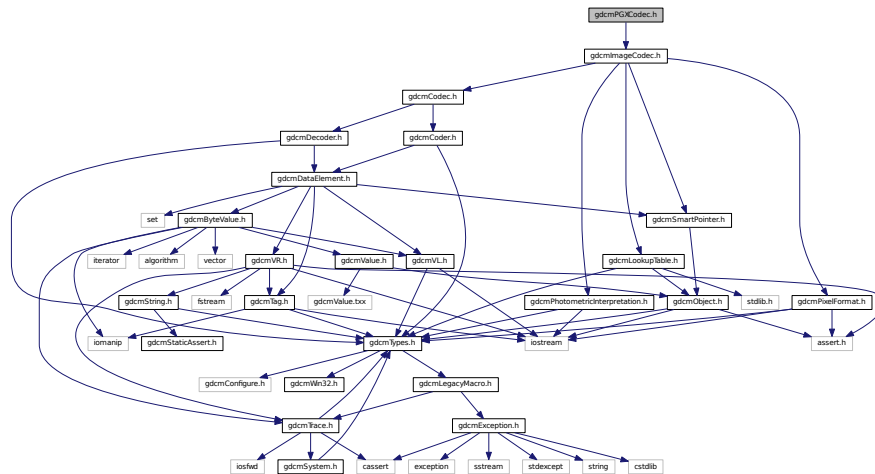 gdcmPGXCodec.h
gdcmImageCodec.h
gdcmCodec.h
gdcmDecoder.h
gdcmCoder.h
gdcmDataElement.h
set
gdcmByteValue.h
gdcmSmartPointer.h
iterator
algorithm
vector
gdcmVR.h
gdcmValue.h
gdcmVL.h
gdcmLookupTable.h
gdcmString.h
fstream
gdcmTag.h
gdcmValue.txx
gdcmPhotometricInterpretation.h
gdcmObject.h
stdlib.h
gdcmPixelFormat.h
iomanip
gdcmStaticAssert.h
gdcmTypes.h
iostream
assert.h
gdcmConfigure.h
gdcmWin32.h
gdcmLegacyMacro.h
gdcmTrace.h
gdcmException.h
iosfwd
gdcmSystem.h
cassert
exception
sstream
stdexcept
string
cstdlib